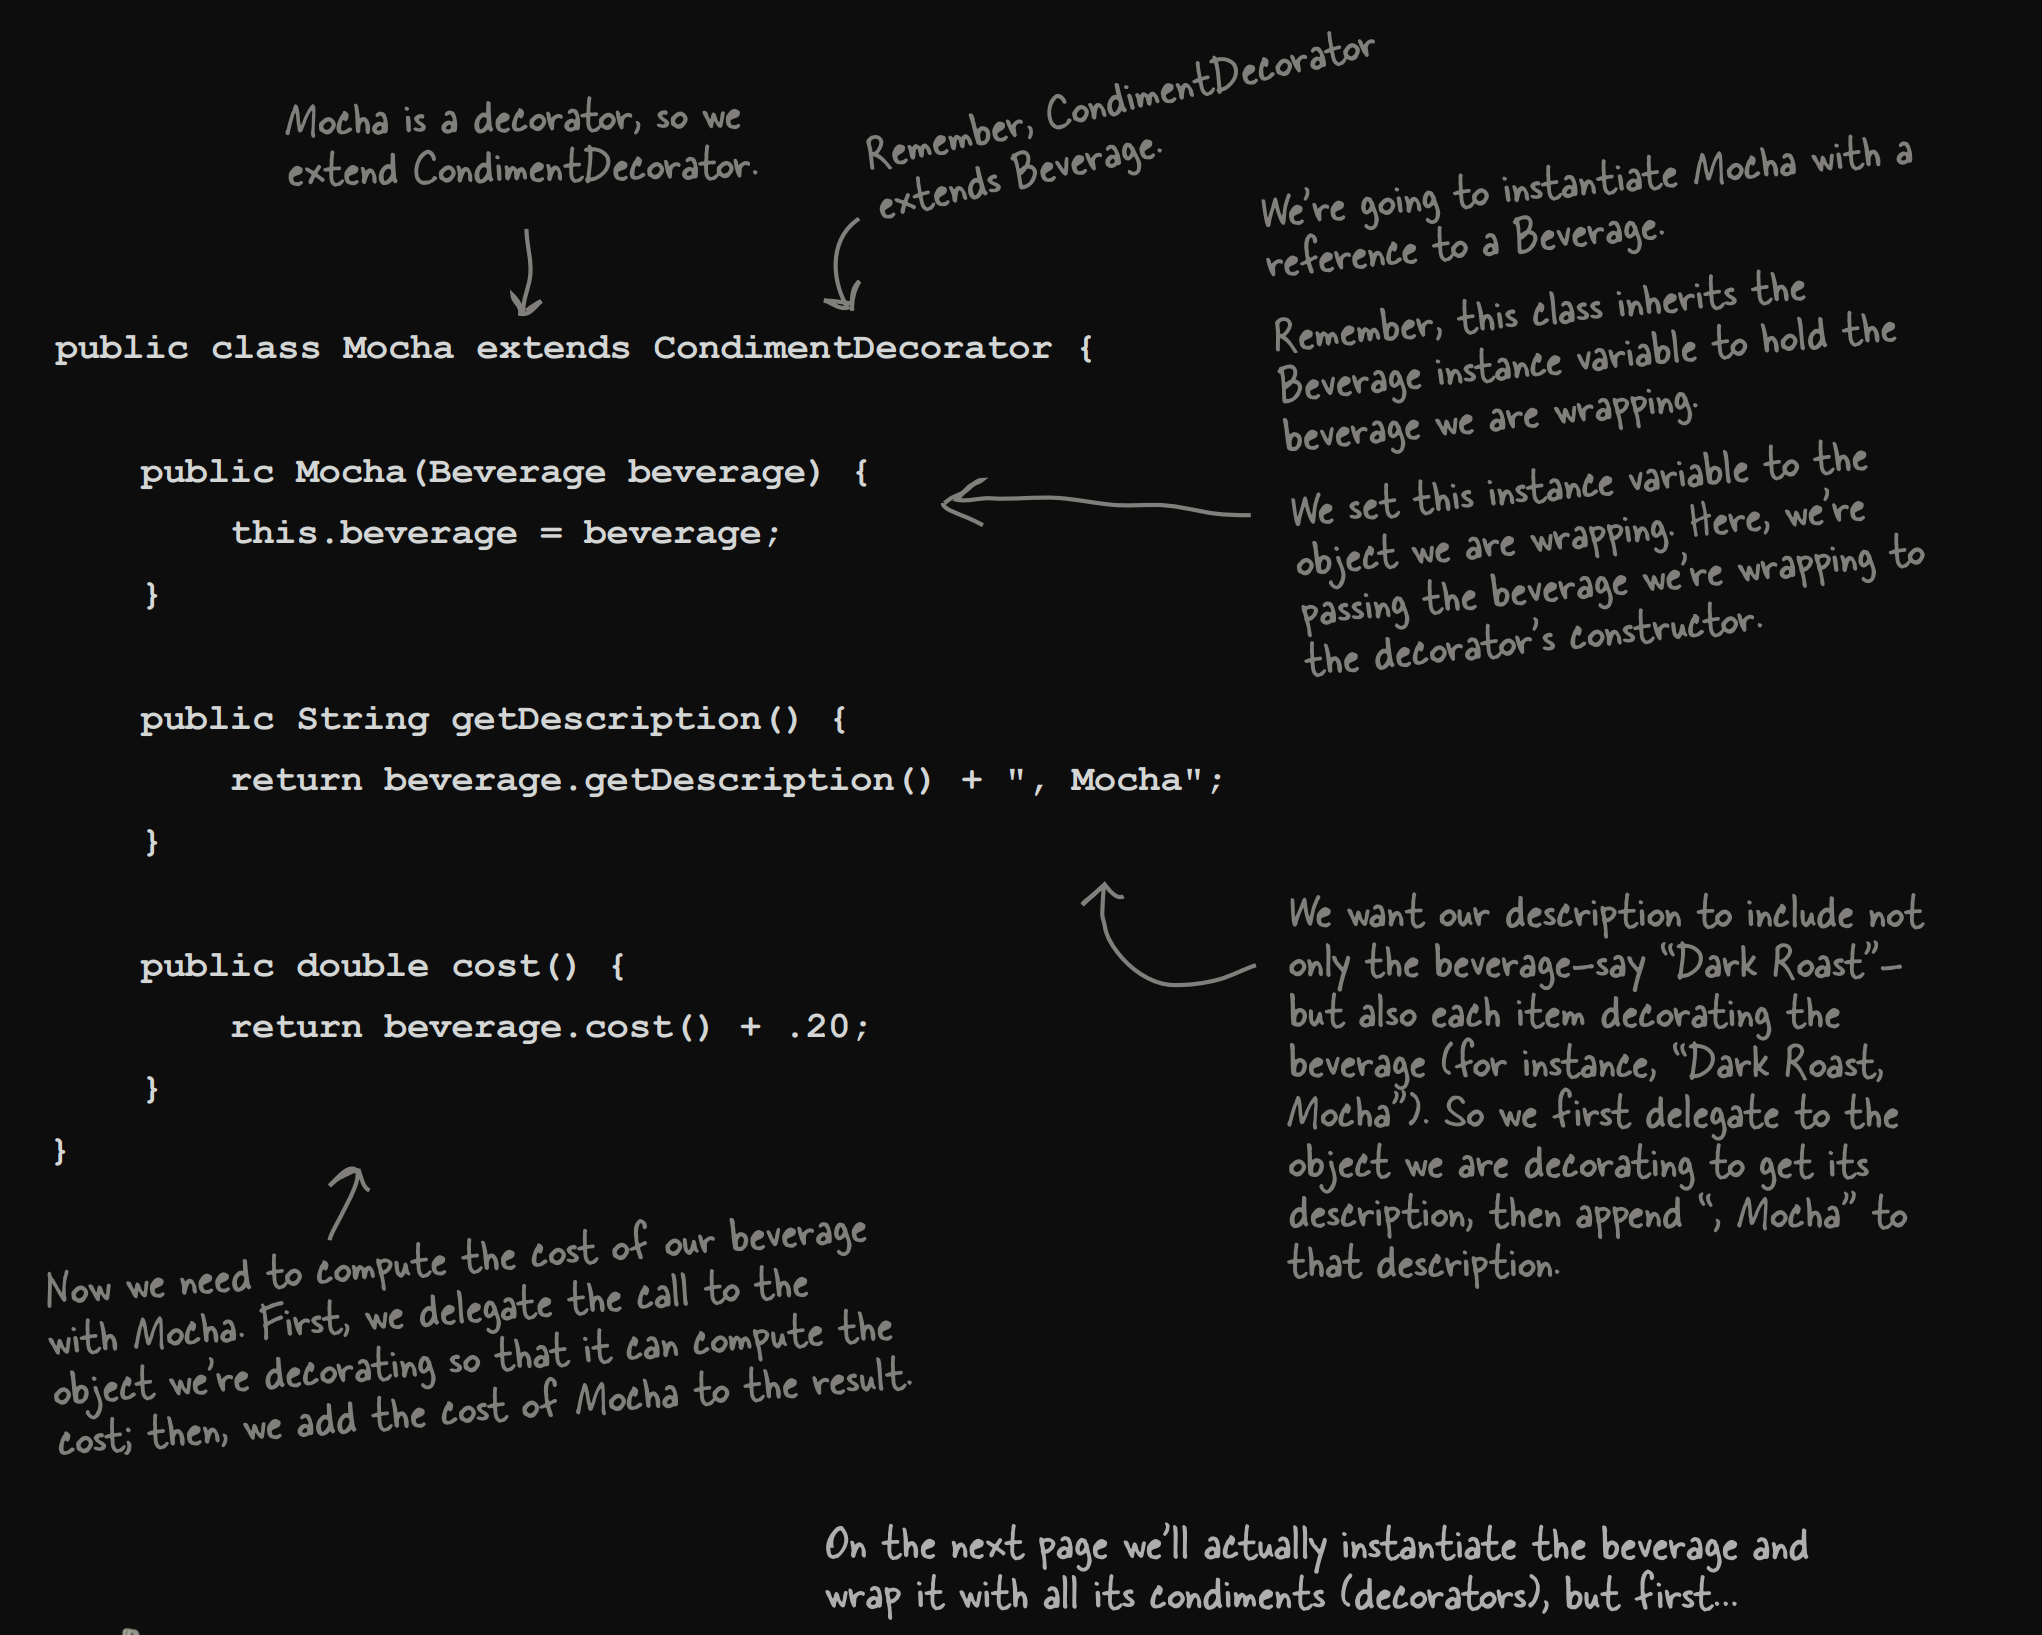 Mocha is a decorator, so we
extend CondimentDecorator.
Remember, CondimentDecorator
extends Beverage.
We're going to instantiate Mocha with a
reference to a Beverage.
Remember, this class inherits the
Beverage instance variable to hold the
beverage we are wrapping.
We set this instance variable to the
object we are wrapping. Here, we're
passing the beverage we're wrapping to
the decorator's constructor.
public class Mocha extends CondimentDecorator {
public Mocha(Beverage beverage) {
this.beverage = beverage;
}
public String getDescription() {
return beverage.getDescription() + ", Mocha";
}
public double cost() {
return beverage.cost() + .20;
}
}
We want our description to include not
only the beverage–say “Dark Roast”–
but also each item decorating the
beverage (for instance, “Dark Roast,
Mocha”). So we first delegate to the
object we are decorating to get its
description, then append “, Mocha” to
that description.
Now we need to compute the cost of our beverage
with Mocha. First, we delegate the call to the
object we're decorating so that it can compute the
cost; then, we add the cost of Mocha to the result.
On the next page we'll actually instantiate the beverage and
wrap it with all its condiments (decorators), but first...